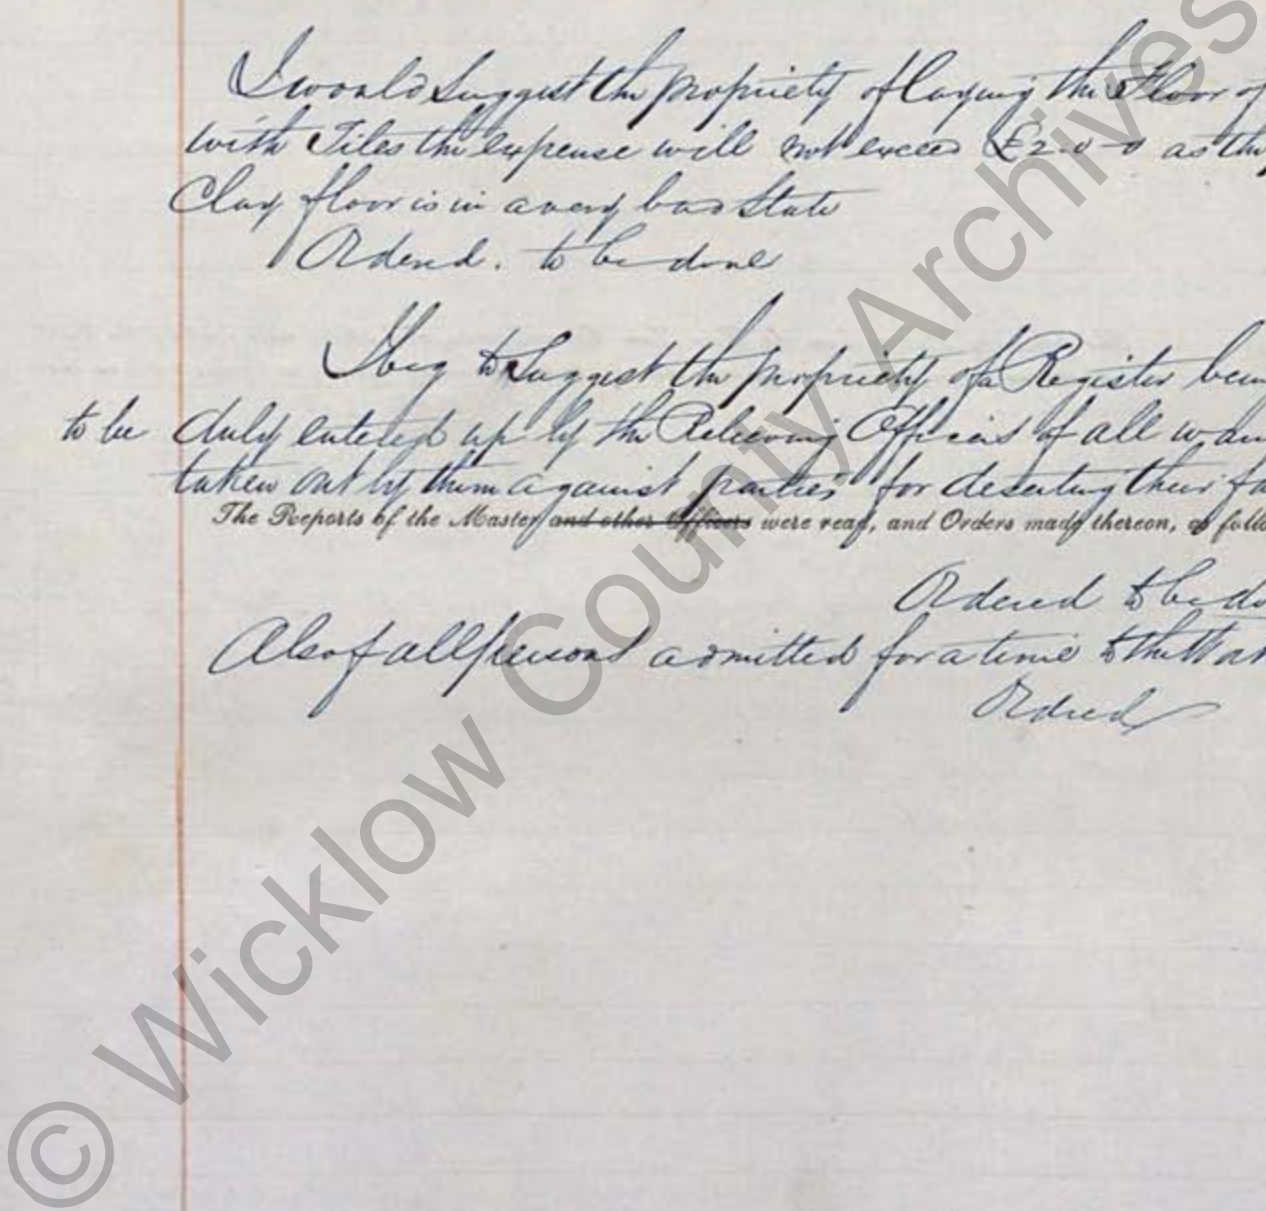 I would Suggest the propriety of laying the Floor of
with Tiles the expense will not exceed £2-0-0 as the
Clay floor is in a very bad State
Ordered. to be done
I beg to Suggest the propriety of a Register bein
to be duly entered up by the Relieving Officers of all warr
taken out by them against parties for deserting their fa
The Reports of the Master and other Officers were read, and Orders made thereon, as follo
Ordered to be do
Also of all persons admitted for a time to the Work
Ordered
© Wicklow County Archives